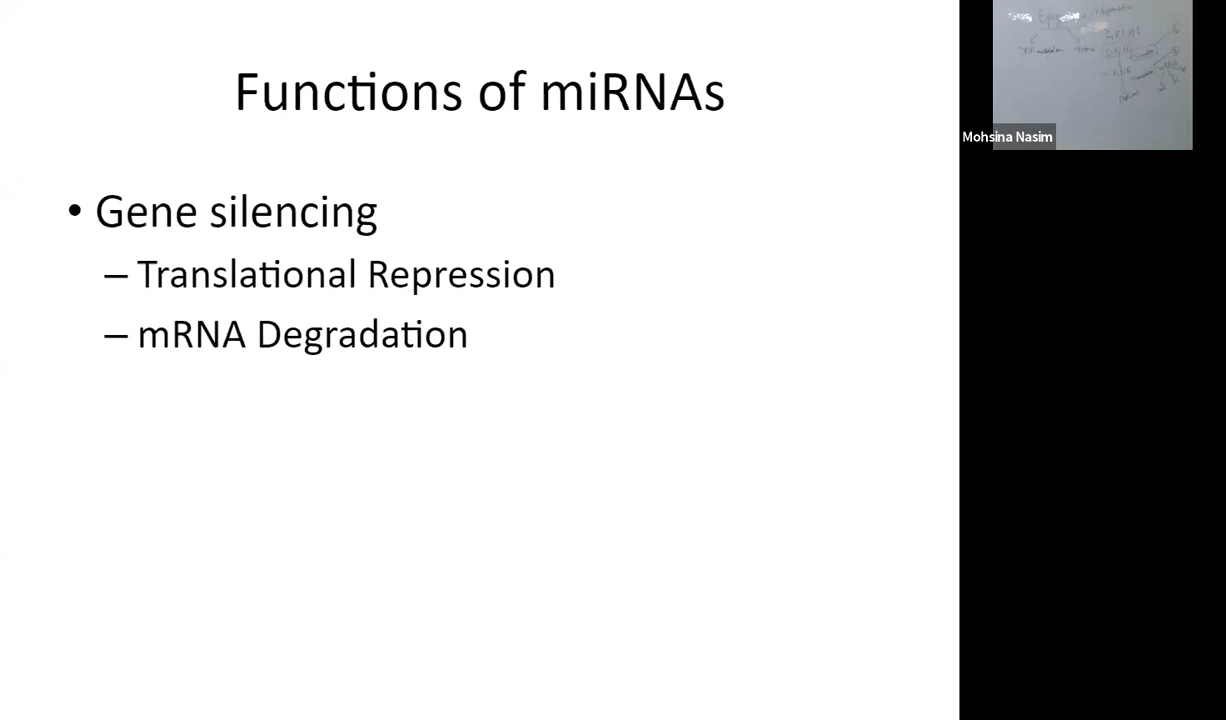 Functions of miRNAs
• Gene silencing
– Translational Repression
– mRNA Degradation
Mohsina Nasim